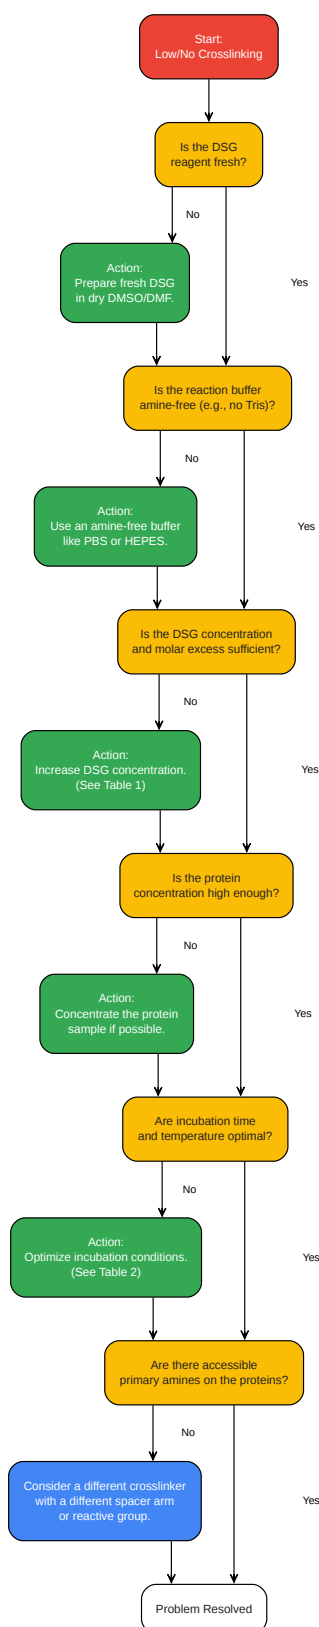 Start:
Low/No Crosslinking
Is the DSG
reagent fresh?
No
Action:
Prepare fresh DSG
in dry DMSO/DMF.
Yes
Is the reaction buffer
amine-free (e.g., no Tris)?
No
Action:
Use an amine-free buffer
like PBS or HEPES.
Yes
Is the DSG concentration
and molar excess sufficient?
No
Action:
Increase DSG concentration.
(See Table 1)
Yes
Is the protein
concentration high enough?
No
Action:
Concentrate the protein
sample if possible.
Yes
Are incubation time
and temperature optimal?
No
Action:
Optimize incubation conditions.
(See Table 2)
Yes
Are there accessible
primary amines on the proteins?
No
Consider a different crosslinker
with a different spacer arm
or reactive group.
Yes
Problem Resolved